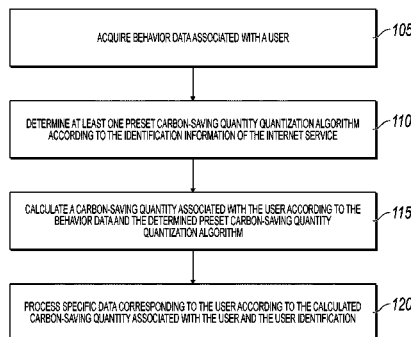 ACQUIRE BEHAVIOR DATA ASSOCIATED WITH A USER
105
DETERMINE AT LEAST ONE PRESET CARBON-SAVING QUANTITY QUANTIZATION ALGORITHM
ACCORDING TO THE IDENTIFICATION INFORMATION OF THE INTERNET SERVICE
110
CALCULATE A CARBON-SAVING QUANTITY ASSOCIATED WITH THE USER ACCORDING TO THE
BEHAVIOR DATA AND THE DETERMINED PRESET CARBON-SAVING QUANTITY
QUANTIZATION ALGORITHM
115
PROCESS SPECIFIC DATA CORRESPONDING TO THE USER ACCORDING TO THE CALCULATED
CARBON-SAVING QUANTITY ASSOCIATED WITH THE USER AND THE USER IDENTIFICATION
120